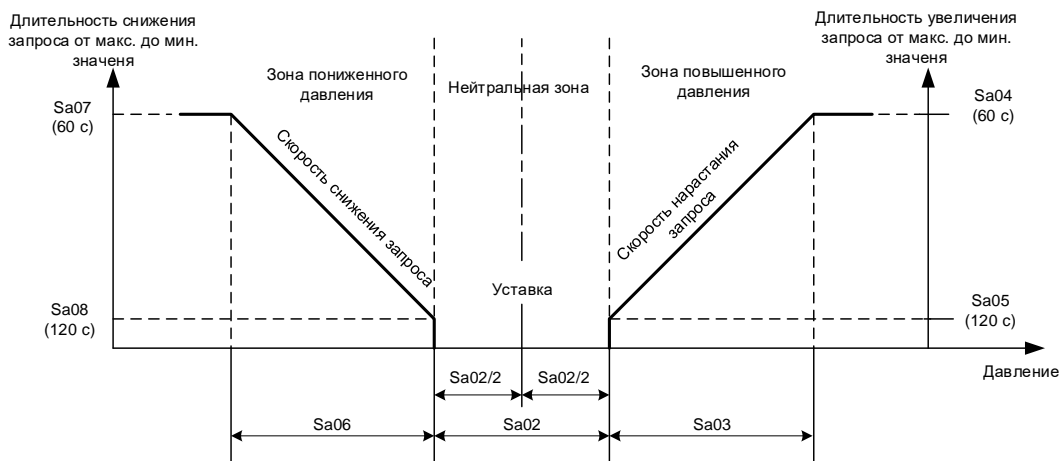 Длительность снижения
запроса от макс. до мин.
значеня
Длительность увеличения
запроса от макс. до мин.
значеня
Зона пониженного
давления
Нейтральная зона
Зона повышенного
давления
Sa07
(60 с)
Sa04
(60 с)
Скорость снижения запроса
Скорость нарастания
запроса
Уставка
Sa08
(120 с)
Sa05
(120 с)
Давление
Sa02/2
Sa02/2
Sa06
Sa02
Sa03